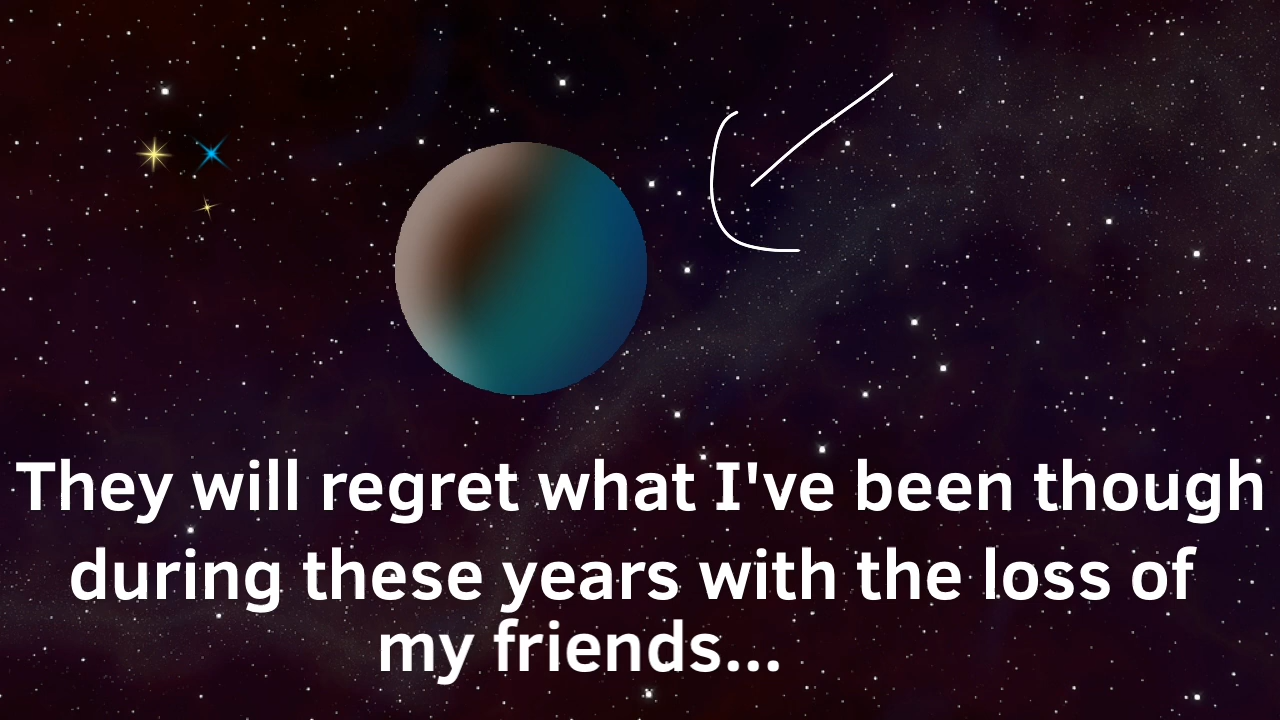 They will regret what I've been though
during these years with the loss of
my friends...